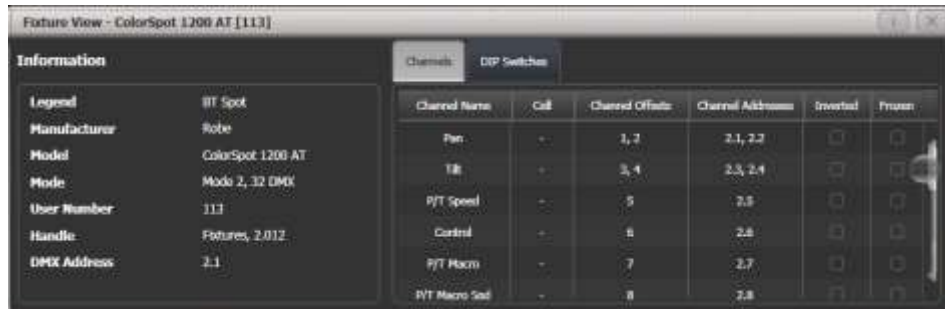 Fixture View - ColorSpot 1200 AT [113]
Information
Legend BT Spot
Manufacturer Robe
Model ColorSpot 1200 AT
Mode Mode 2, 32 DMX
User Number 113
Handle Fixtures, 2.012
DMX Address 2.1
Channels DIP Switches
Channel Name Cell Channel Offsets Channel Addresses Inverted Frozen
Pan - 1, 2 2.1, 2.2
Tilt - 3, 4 2.3, 2.4
P/T Speed - 5 2.5
Control - 6 2.6
P/T Macro - 7 2.7
P/T Macro Spd - 8 2.8